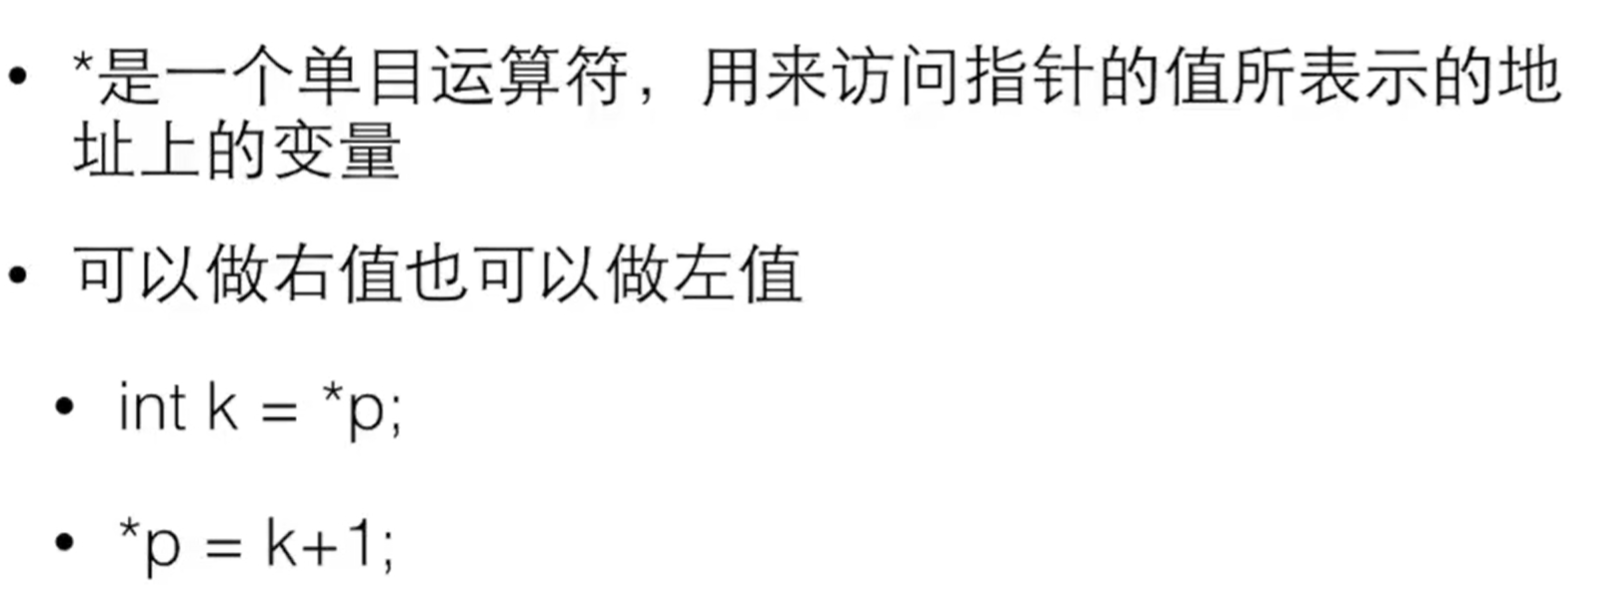 • *是一个单目运算符，用来访问指针的值所表示的地
址上的变量
• 可以做右值也可以做左值
• int k = *p;
• *p = k+1;